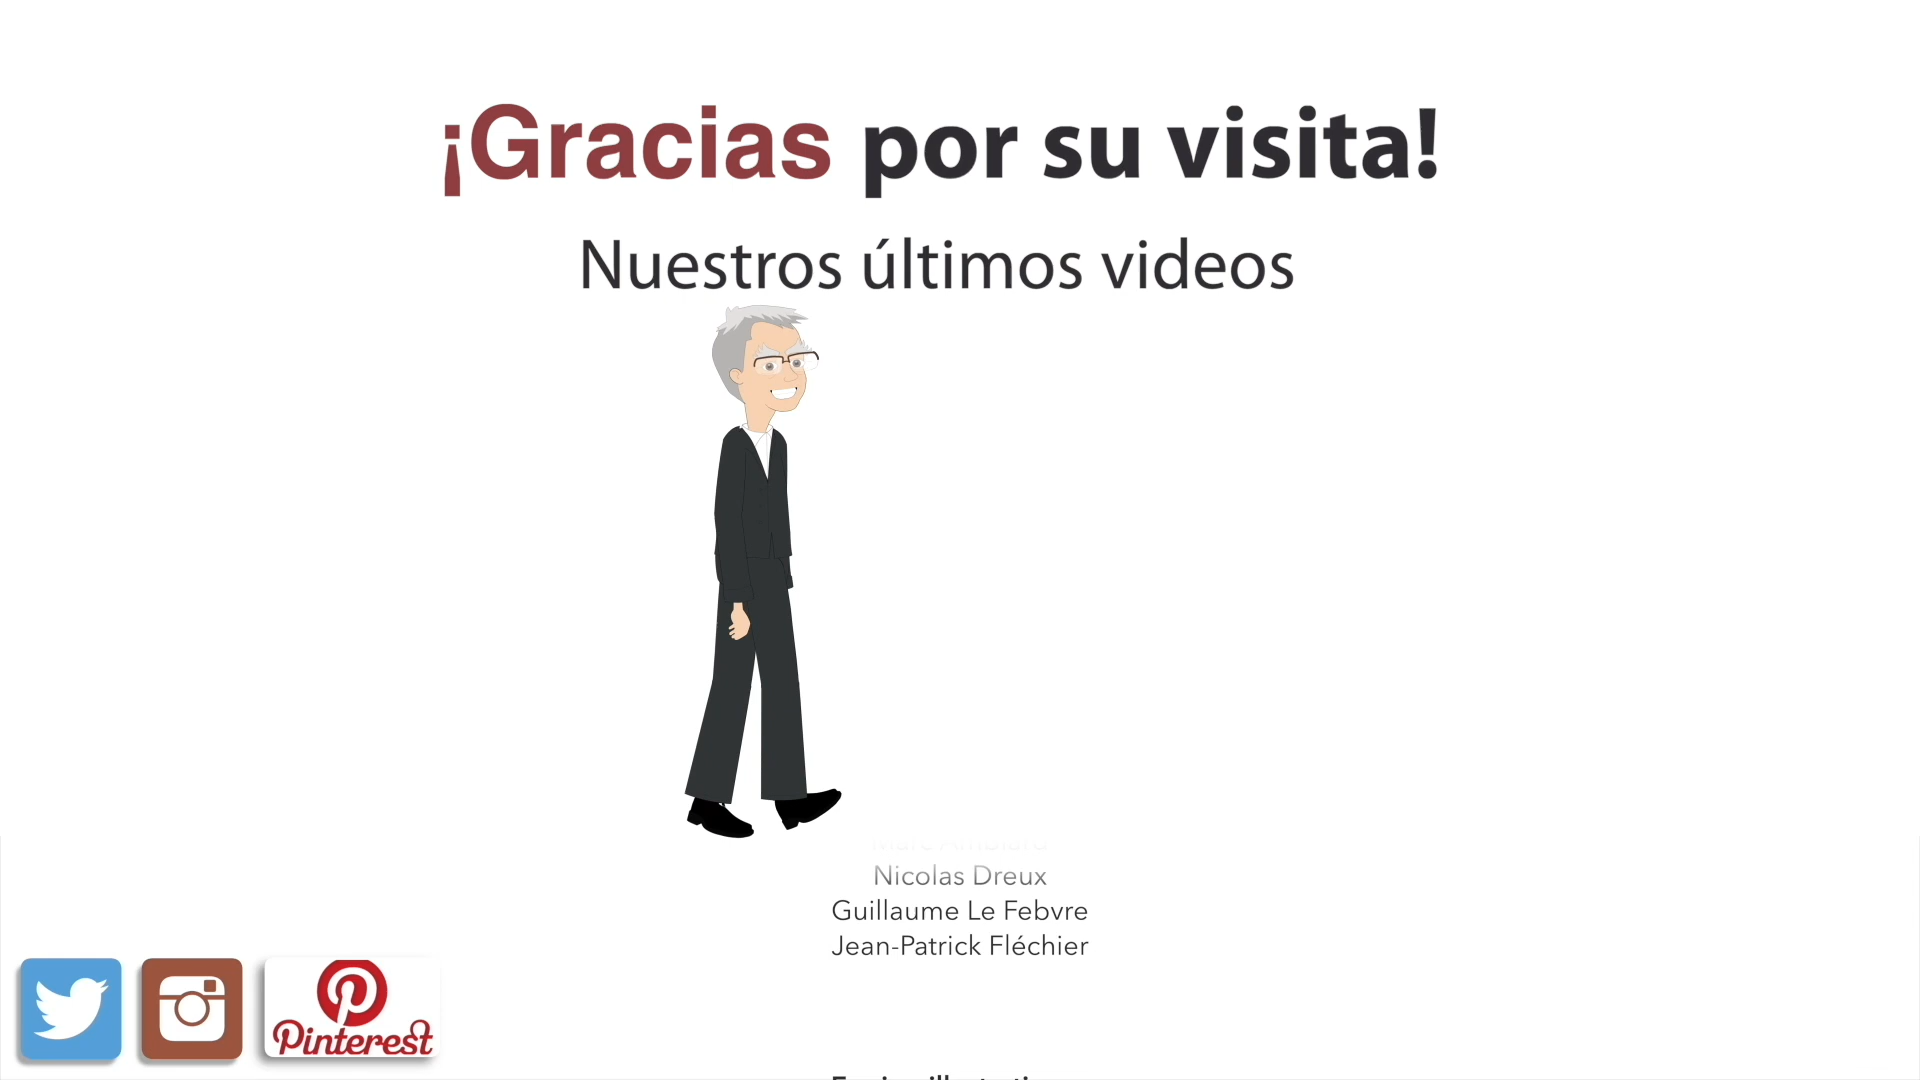 ¡Gracias por su visita!
Nuestros últimos videos
Nicolas Dreux
Guillaume Le Febvre
Jean-Patrick Fléchier
Pinterest